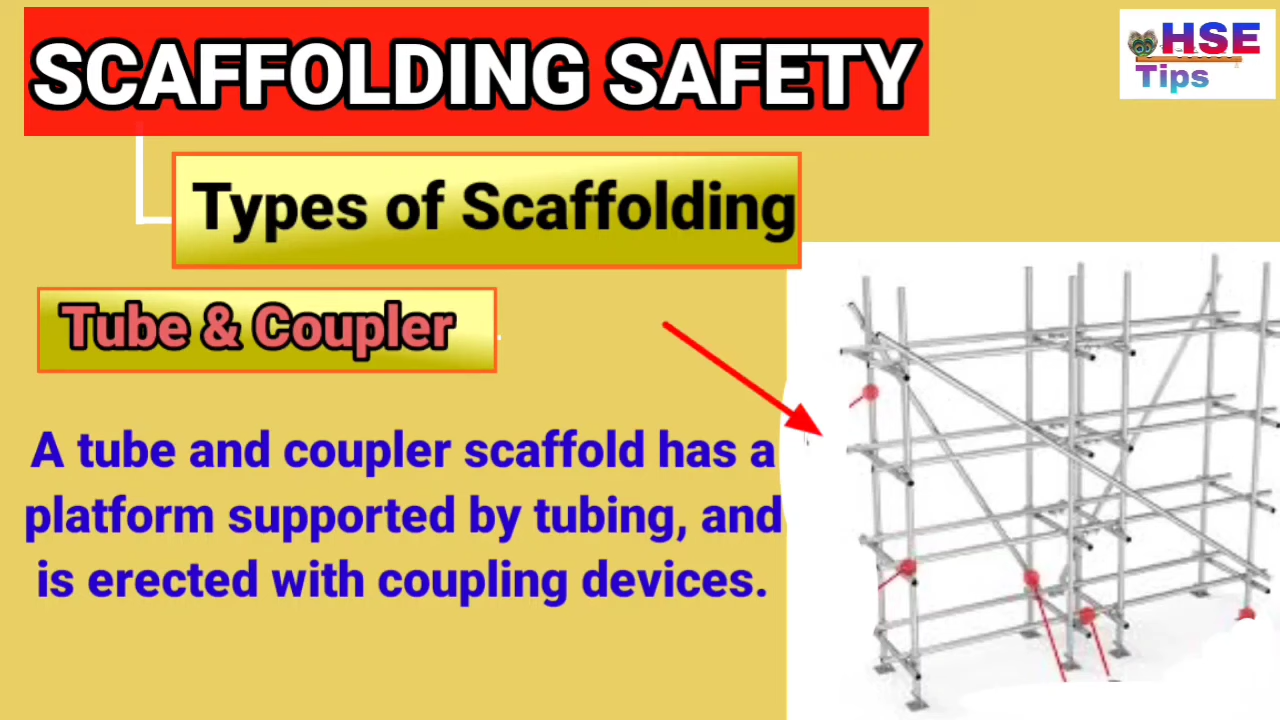 SCAFFOLDING SAFETY
HSE
Tips
Types of Scaffolding
Tube & Coupler
A tube and coupler scaffold has a
platform supported by tubing, and
is erected with coupling devices.